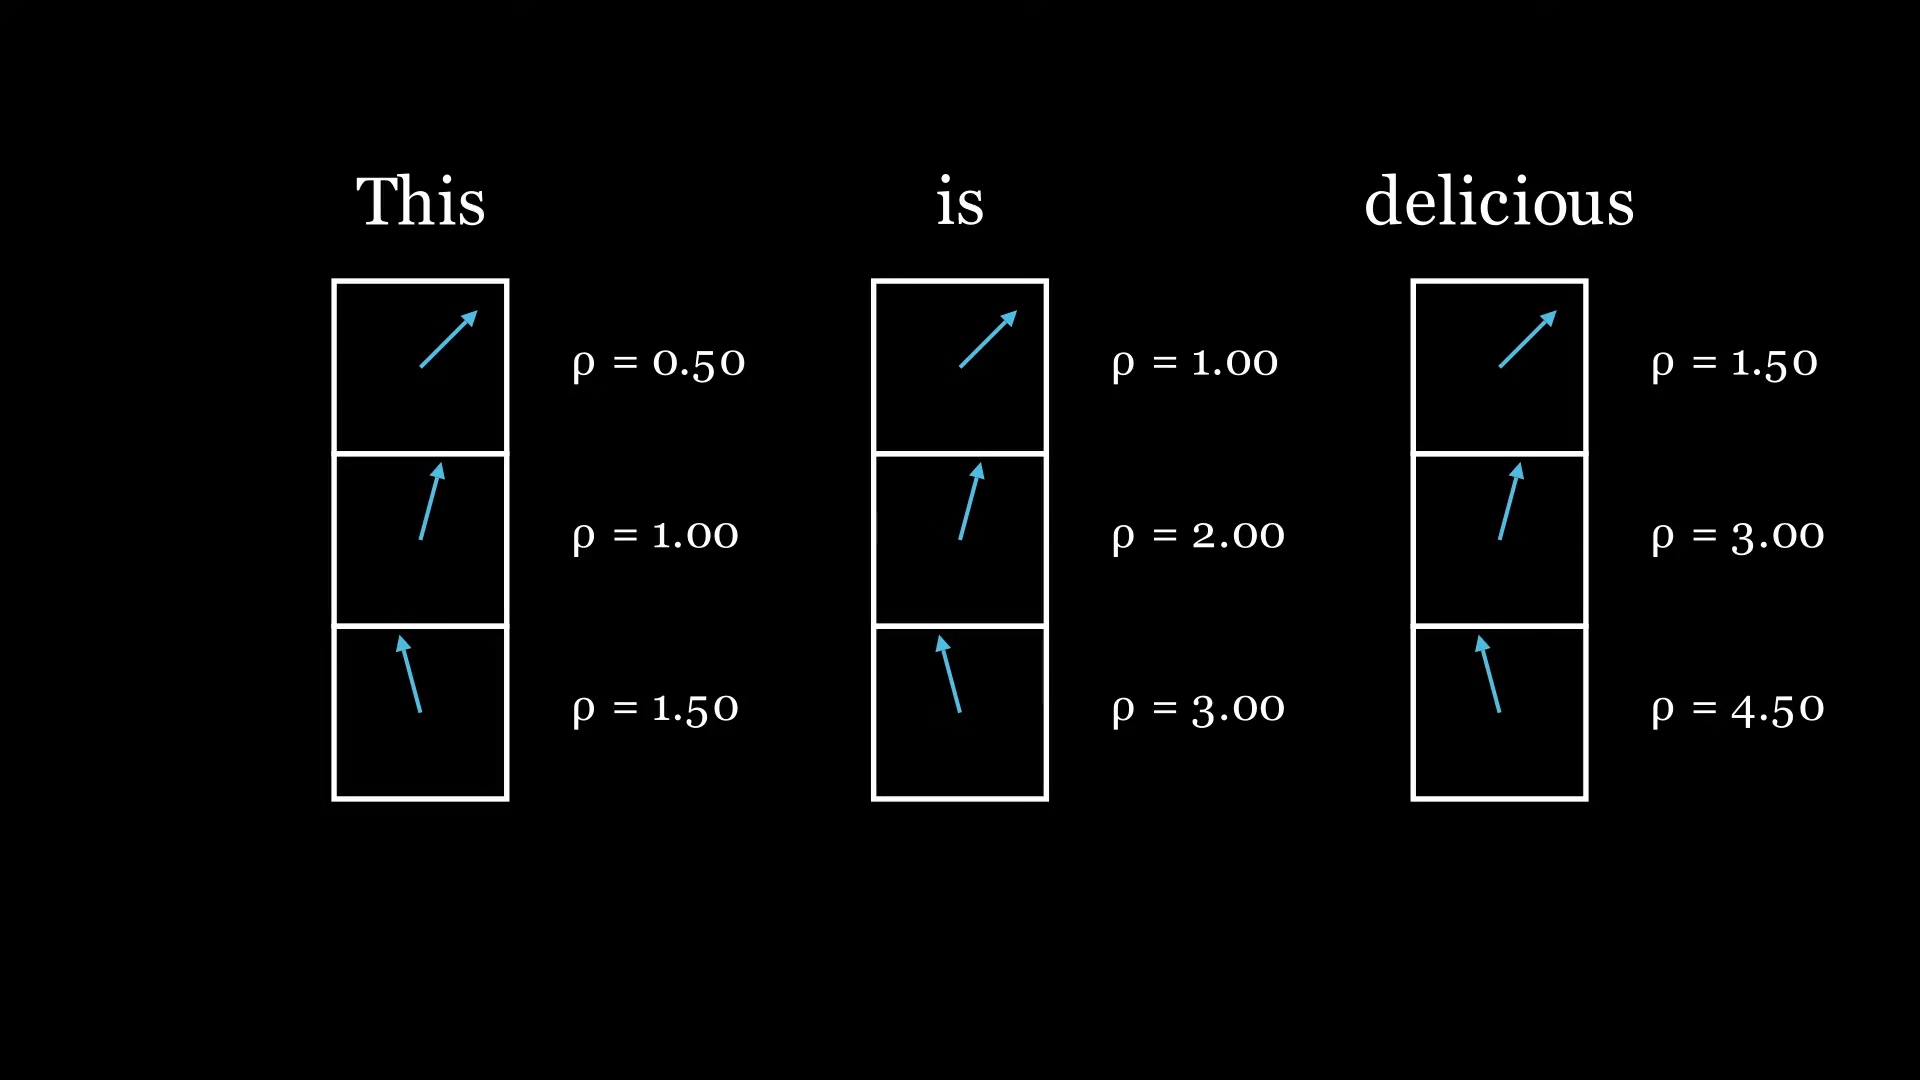 This is delicious
ρ = 0.50 ρ = 1.00 ρ = 1.50
ρ = 1.00 ρ = 2.00 ρ = 3.00
ρ = 1.50 ρ = 3.00 ρ = 4.50